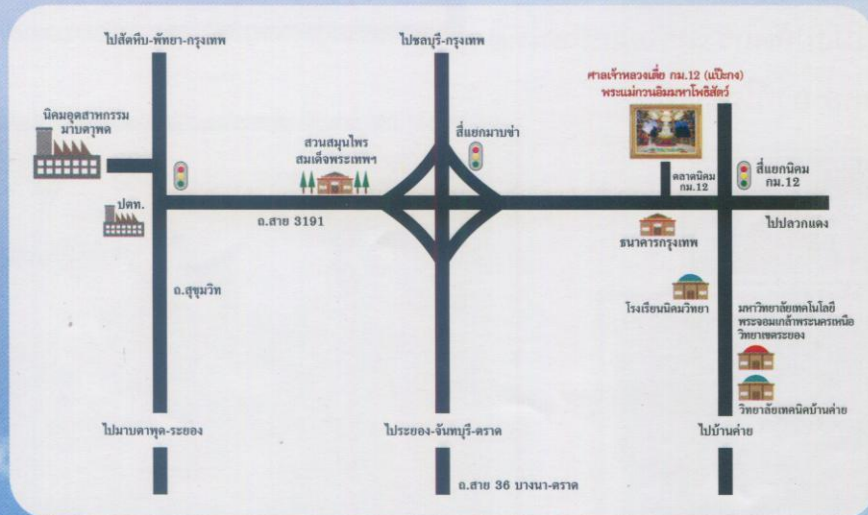 ไปสัตหีบ-พัทยา-กรุงเทพ
ไปชลบุรี-กรุงเทพ
ศาลเจ้าหลวงเตี่ย กม.12 (แป๊ะกง)
พระแม่กวนอิมมหาโพธิสัตว์
นิคมอุตสาหกรรม
มาบตาพุด
สวนสมุนไพร
สมเด็จพระเทพฯ
สี่แยกมาบข่า
ตลาดนิคม
กม.12
สี่แยกนิคม
กม.12
ปตท.
ถ.สาย 3191
ธนาคารกรุงเทพ
ไปปลวกแดง
ถ.สุขุมวิท
โรงเรียนนิคมวิทยา
มหาวิทยาลัยเทคโนโลยี
พระจอมเกล้าพระนครเหนือ
วิทยาเขตระยอง
วิทยาลัยเทคนิคบ้านค่าย
ไปมาบตาพุด-ระยอง
ไประยอง-จันทบุรี-ตราด
ไปบ้านค่าย
ถ.สาย 36 บางนา-ตราด